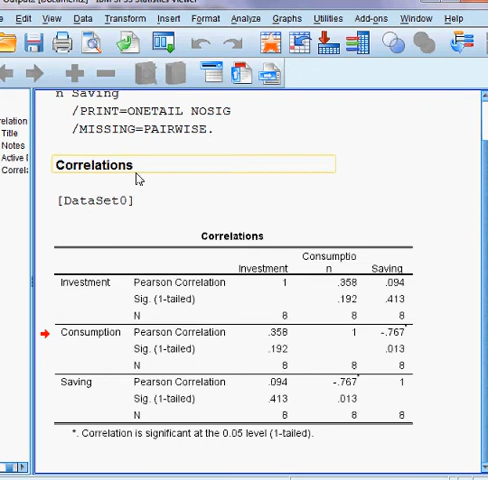 Edit View Data Transform Insert Format Analyze Graphs Utilities Add-ons Window Help
n Saving
/PRINT=ONETAIL NOSIG
/MISSING=PAIRWISE.
Title
Notes
Correlations
[DataSet0]
Correlations
Investment Consumptio
n Saving
Investment Pearson Correlation 1 .358 .094
Sig. (1-tailed) .192 .413
N 8 8 8
Consumption Pearson Correlation .358 1 -.767*
Sig. (1-tailed) .192 .013
N 8 8 8
Saving Pearson Correlation .094 -.767* 1
Sig. (1-tailed) .413 .013
N 8 8 8
*. Correlation is significant at the 0.05 level (1-tailed).